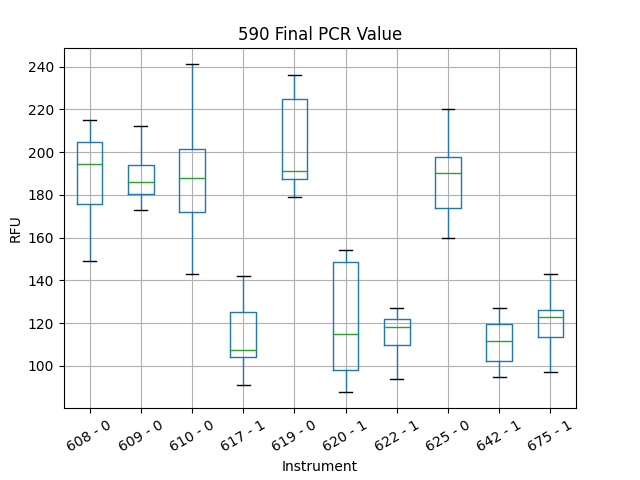 590 Final PCR Value
240
220
200
180
160
140
120
100
RFU
608 - 0
609 - 0
610 - 0
617 - 1
619 - 0
620 - 1
622 - 1
625 - 0
642 - 1
675 - 1
Instrument